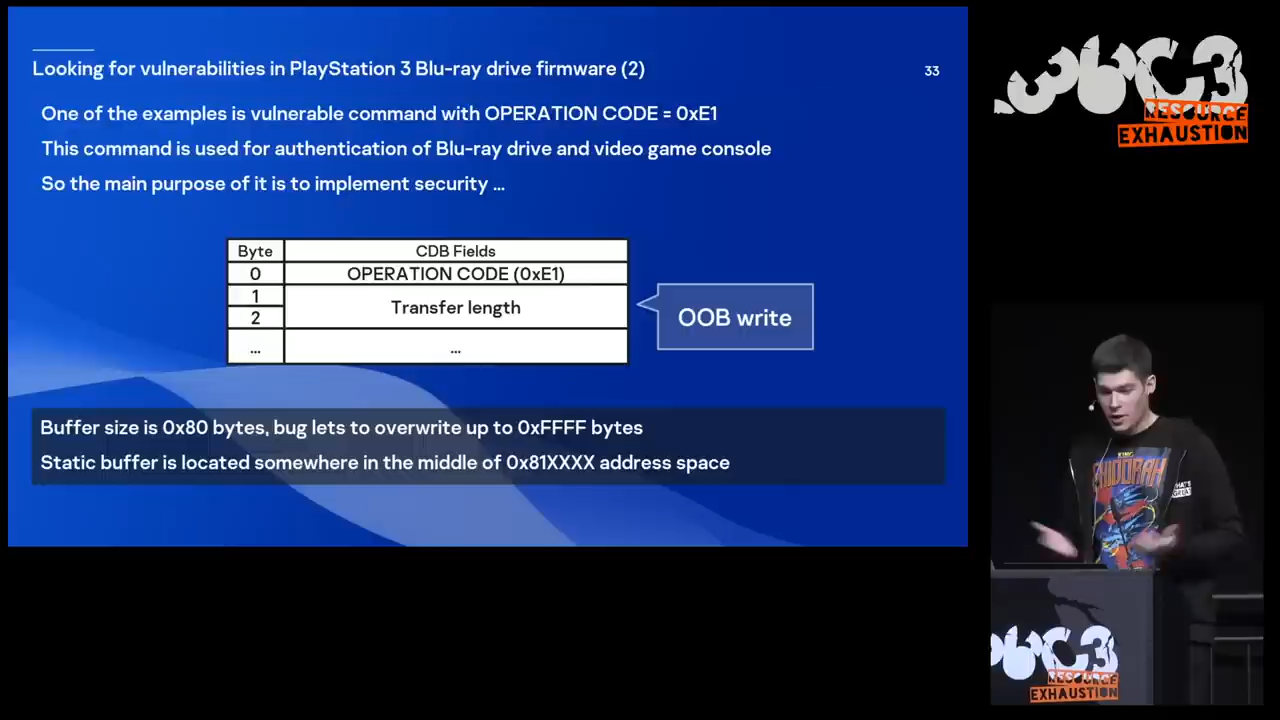 Looking for vulnerabilities in PlayStation 3 Blu-ray drive firmware (2)
33
One of the examples is vulnerable command with OPERATION CODE = 0xE1
This command is used for authentication of Blu-ray drive and video game console
So the main purpose of it is to implement security ...
Byte CDB Fields
0 OPERATION CODE (0xE1)
1
Transfer length
2
... ...
OOB write
Buffer size is 0x80 bytes, bug lets to overwrite up to 0xFFFF bytes
Static buffer is located somewhere in the middle of 0x81XXXX address space
36C3
RESOURCE
EXHAUSTION
GHIDORAH
36C3
RESOURCE
EXHAUSTION